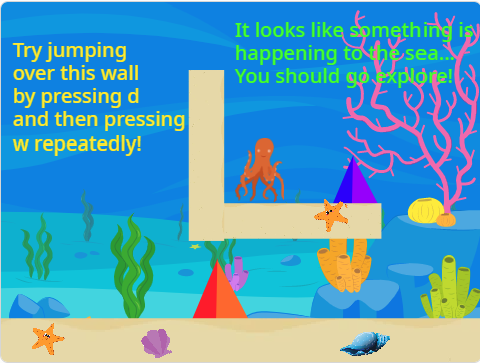 Try jumping
over this wall
by pressing d
and then pressing
w repeatedly!
It looks like something is
happening to the sea...
You should go explore!